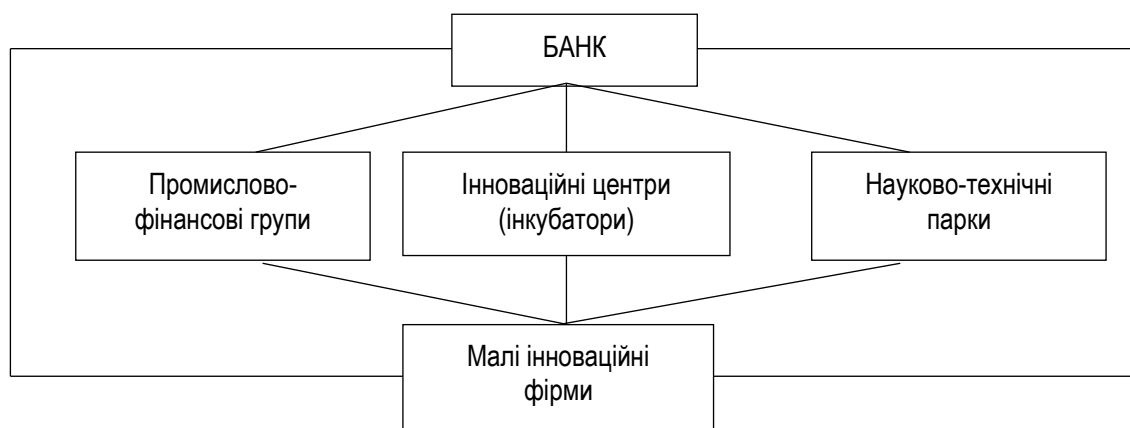 БАНК
Промислово-
фінансові групи
Інноваційні центри
(інкубатори)
Науково-технічні
парки
Малі інноваційні
фірми